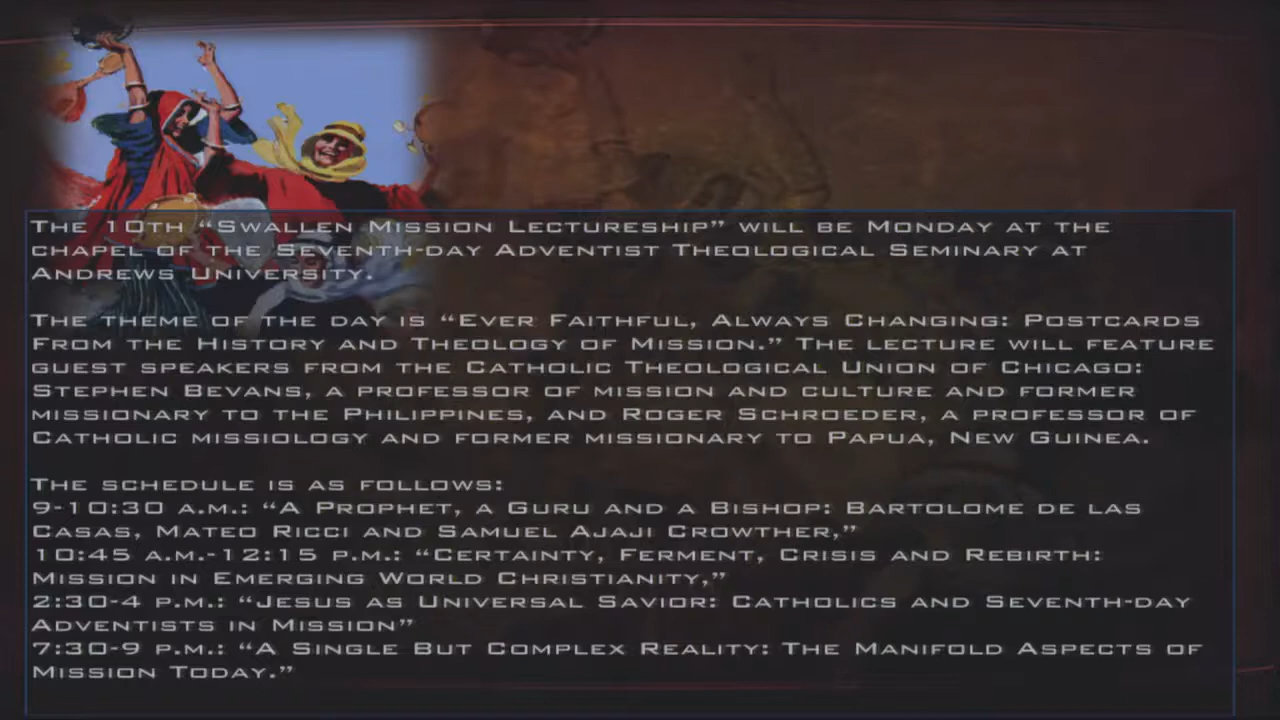 The 10th “Swallen Mission Lectureship” will be Monday at the
chapel of the Seventh-day Adventist Theological Seminary at
Andrews University.
The theme of the day is “Ever Faithful, Always Changing: Postcards
From the History and Theology of Mission.” The lecture will feature
guest speakers from the Catholic Theological Union of Chicago:
Stephen Bevans, a professor of mission and culture and former
missionary to the Philippines, and Roger Schroeder, a professor of
Catholic missiology and former missionary to Papua, New Guinea.
The schedule is as follows:
9-10:30 a.m.: “A Prophet, a Guru and a Bishop: Bartolome de las
Casas, Mateo Ricci and Samuel Ajaji Crowther,”
10:45 a.m.-12:15 p.m.: “Certainty, Ferment, Crisis and Rebirth:
Mission in Emerging World Christianity,”
2:30-4 p.m.: “Jesus as Universal Savior: Catholics and Seventh-day
Adventists in Mission”
7:30-9 p.m.: “A Single But Complex Reality: The Manifold Aspects of
Mission Today.”